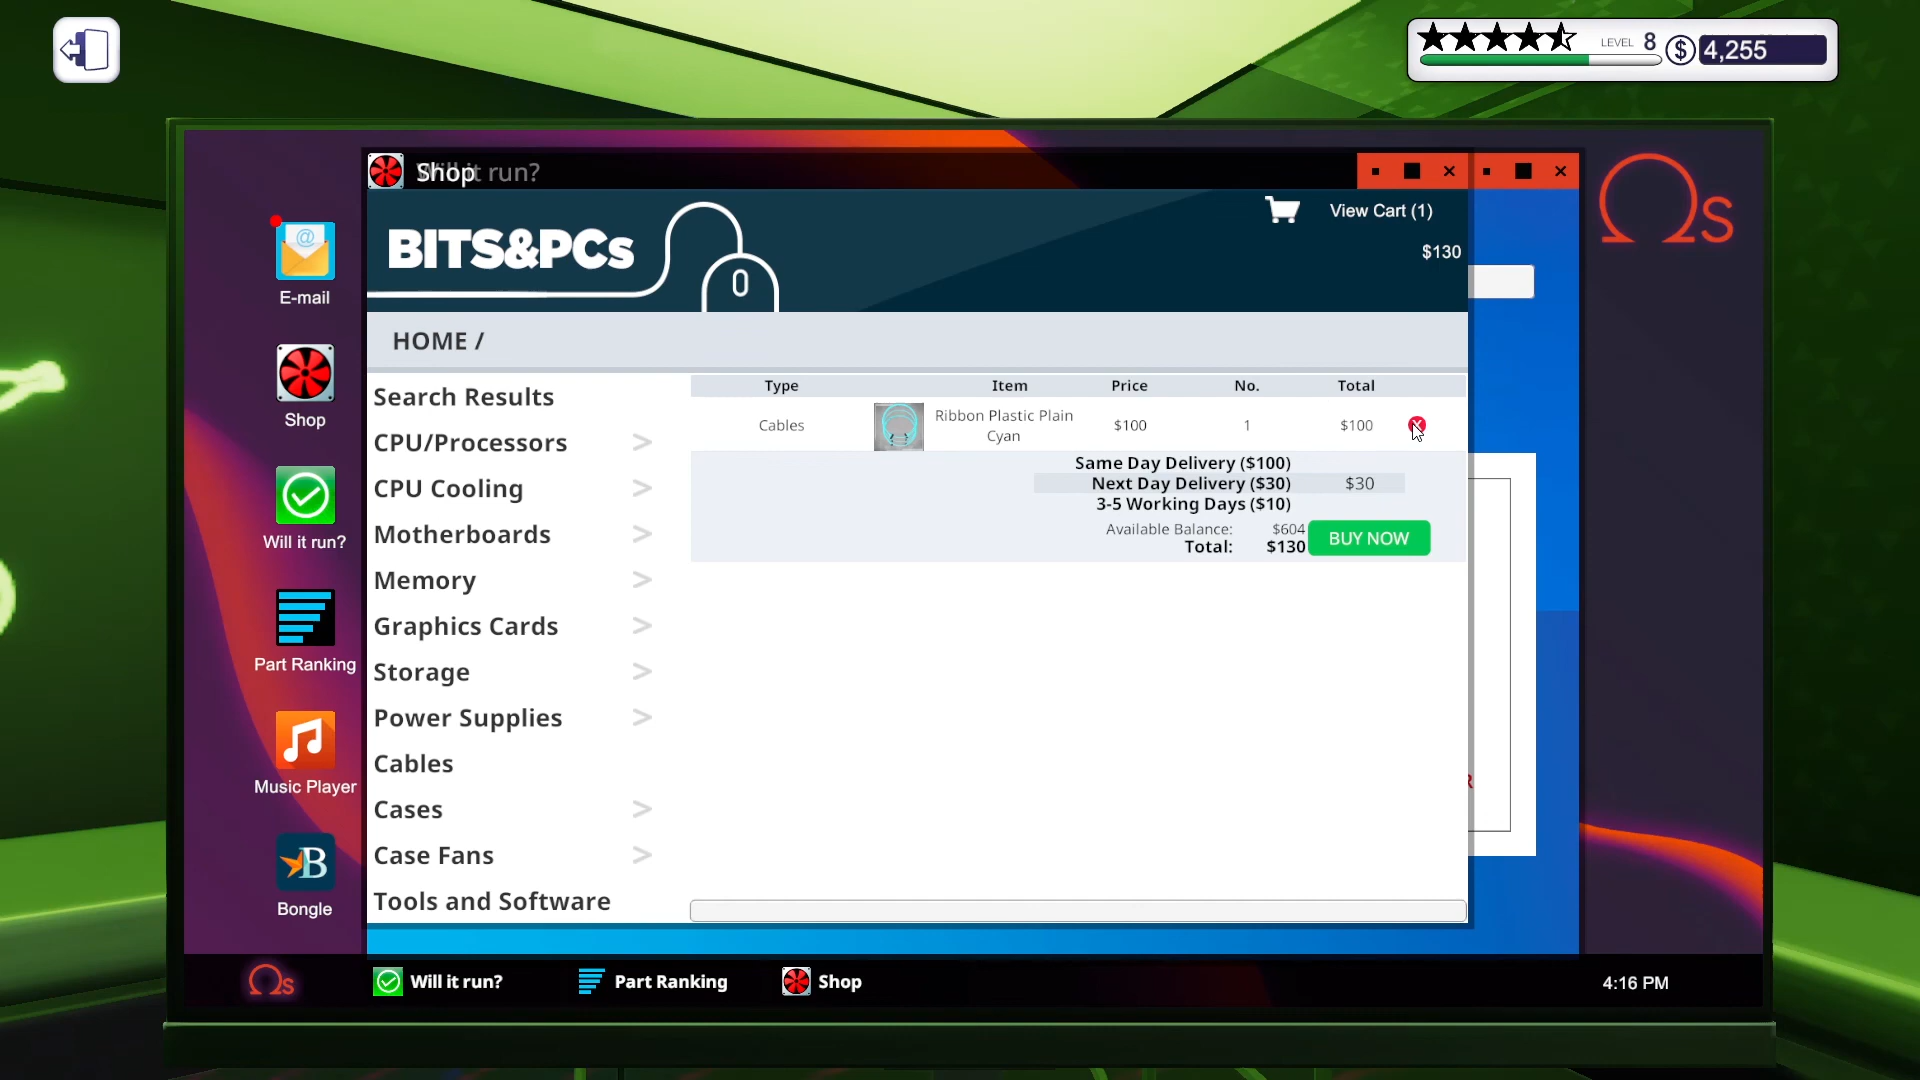 LEVEL 8
$ 4,255
Shop
Will it run?
View Cart (1)
BITS&PCs
$130
HOME /
E-mail
Shop
Will it run?
Part Ranking
Music Player
Bongle
Search Results
CPU/Processors >
CPU Cooling >
Motherboards >
Memory >
Graphics Cards >
Storage >
Power Supplies >
Cables
Cases >
Case Fans >
Tools and Software
Type Item Price No. Total
Cables Ribbon Plastic Plain Cyan $100 1 $100
Same Day Delivery ($100)
Next Day Delivery ($30) $30
3-5 Working Days ($10)
Available Balance: $604
Total: $130
BUY NOW
Ωs
Ωs
Will it run?
Part Ranking
Shop
4:16 PM